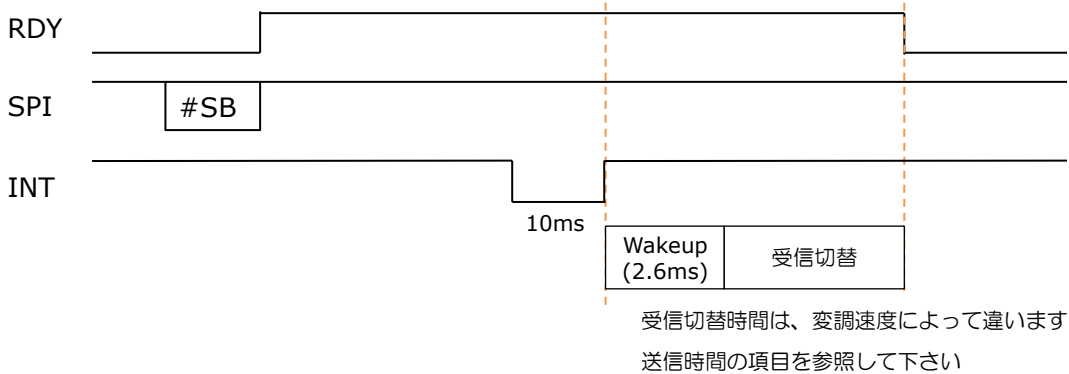 RDY
SPI
#SB
INT
10ms
Wakeup
(2.6ms)
受信切替
受信切替時間は、変調速度によって違います
送信時間の項目を参照して下さい